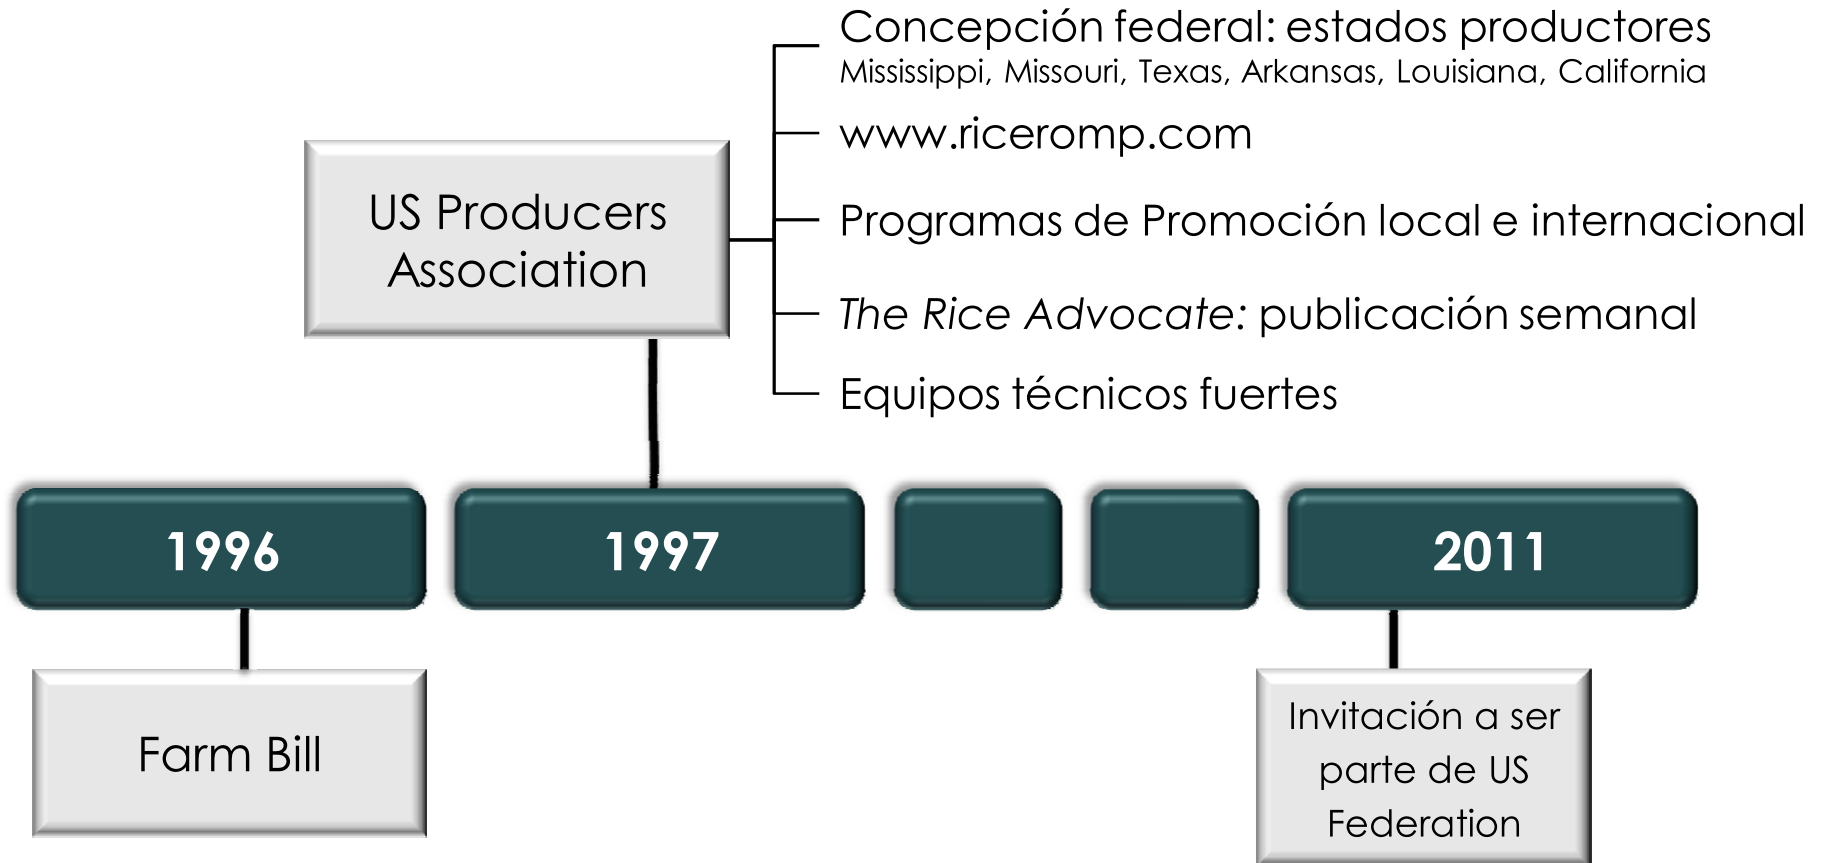 Concepción federal: estados productores
Mississippi, Missouri, Texas, Arkansas, Louisiana, California
www.riceromp.com
US Producers
Association
Programas de Promoción local e internacional
The Rice Advocate: publicación semanal
Equipos técnicos fuertes
1996
1997
2011
Farm Bill
Invitación a ser
parte de US
Federation